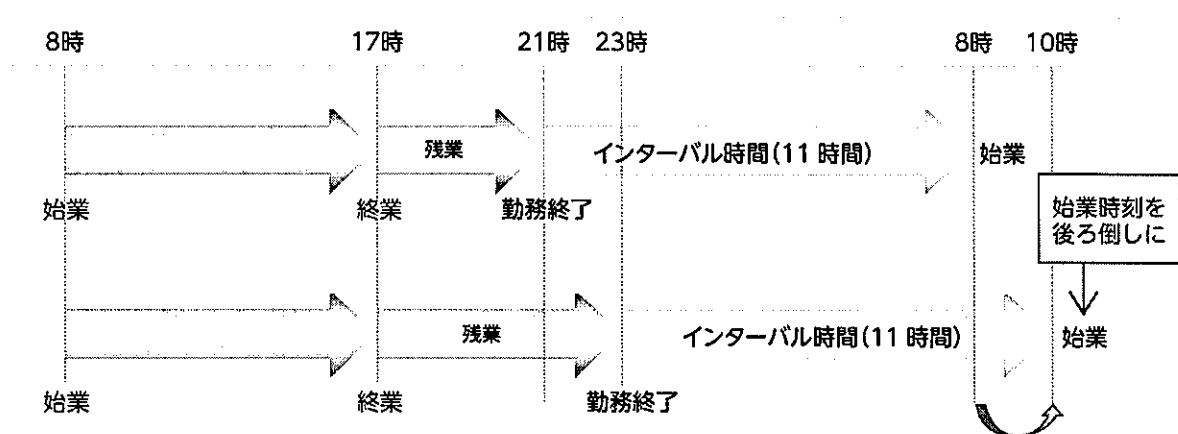 8時 17時 21時 23時 8時 10時
残業 インターバル時間(11時間) 始業
始業 終業 勤務終了
始業時刻を
後ろ倒しに
残業 インターバル時間(11時間) 始業
始業 終業 勤務終了